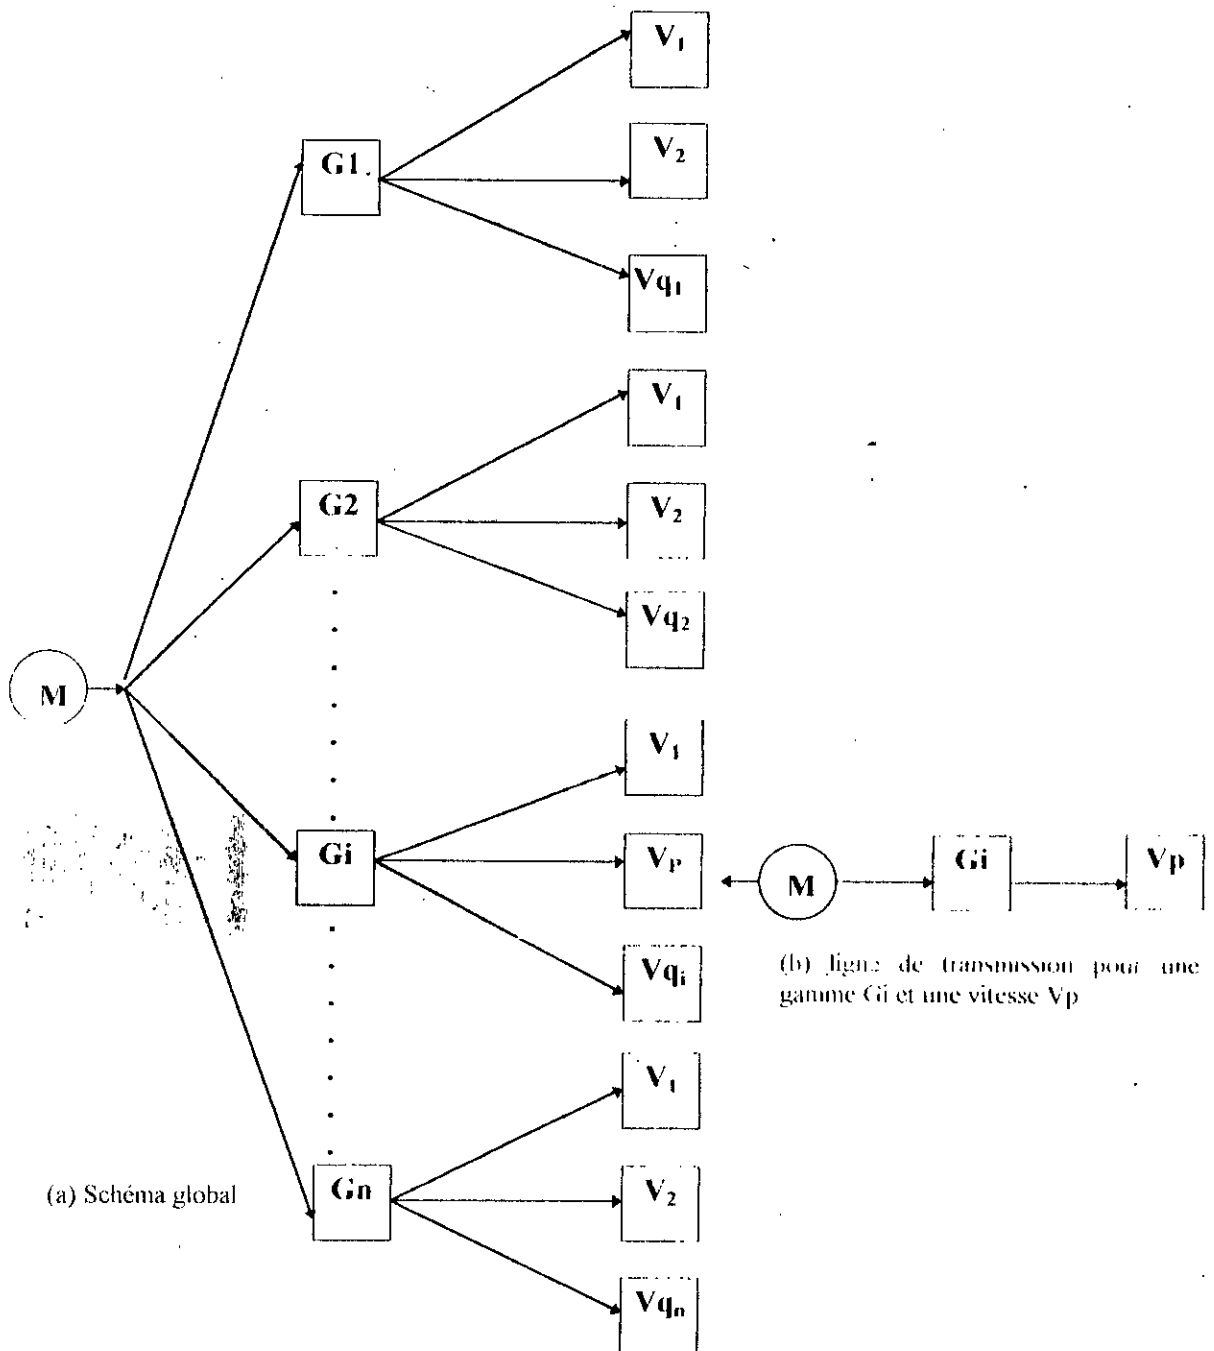 V₁
G1
V₂
Vq₁
V₁
G2
V₂
Vq₂
M
V₁
Gi
Vₚ
M
Gi
Vp
Vqᵢ
(b) ligne de transmission pour une
gamme Gi et une vitesse Vp
V₁
(a) Schéma global
Gn
V₂
Vqₙ